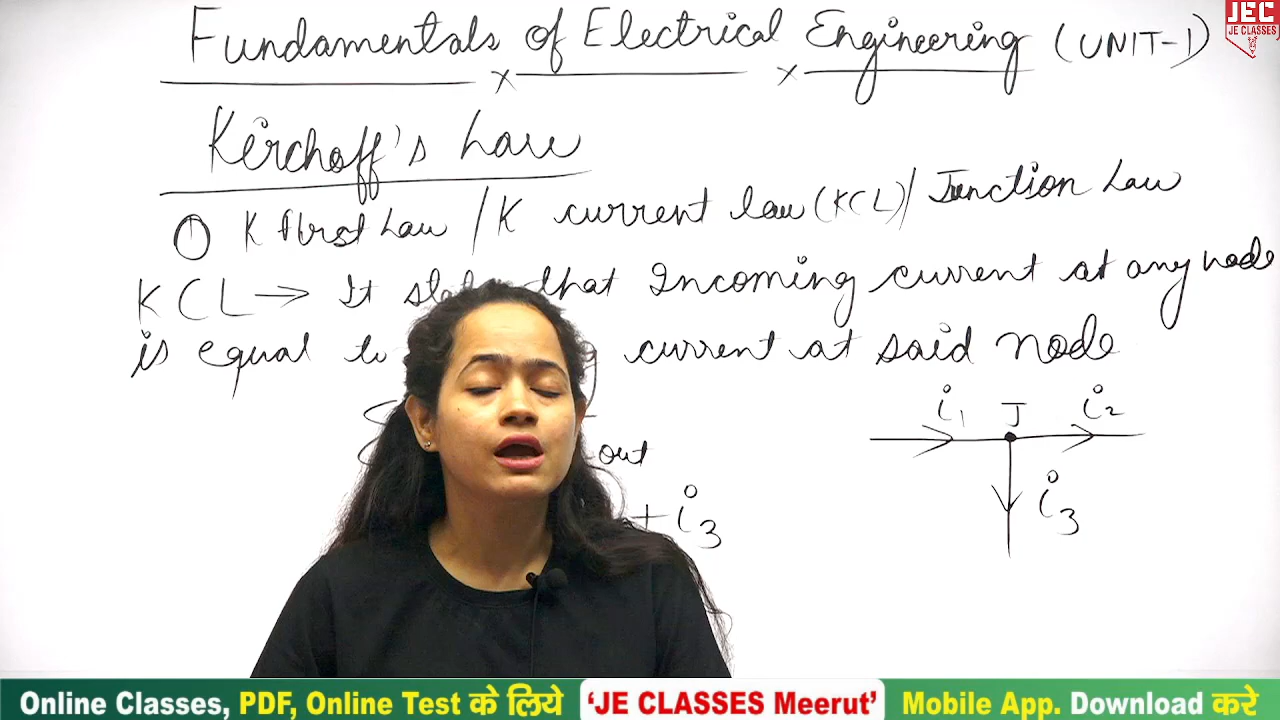 JEC
JE CLASSES
Fundamentals of Electrical Engineering (UNIT-1)
x x
Kirchoff's Law
① K first Law / K current law (KCL) / Junction Law
KCL → It that Incoming current at any node
is equal to current at said node
out
+ i3
i1 J i2
i3
Online Classes, PDF, Online Test के लिये 'JE CLASSES Meerut' Mobile App. Download करे